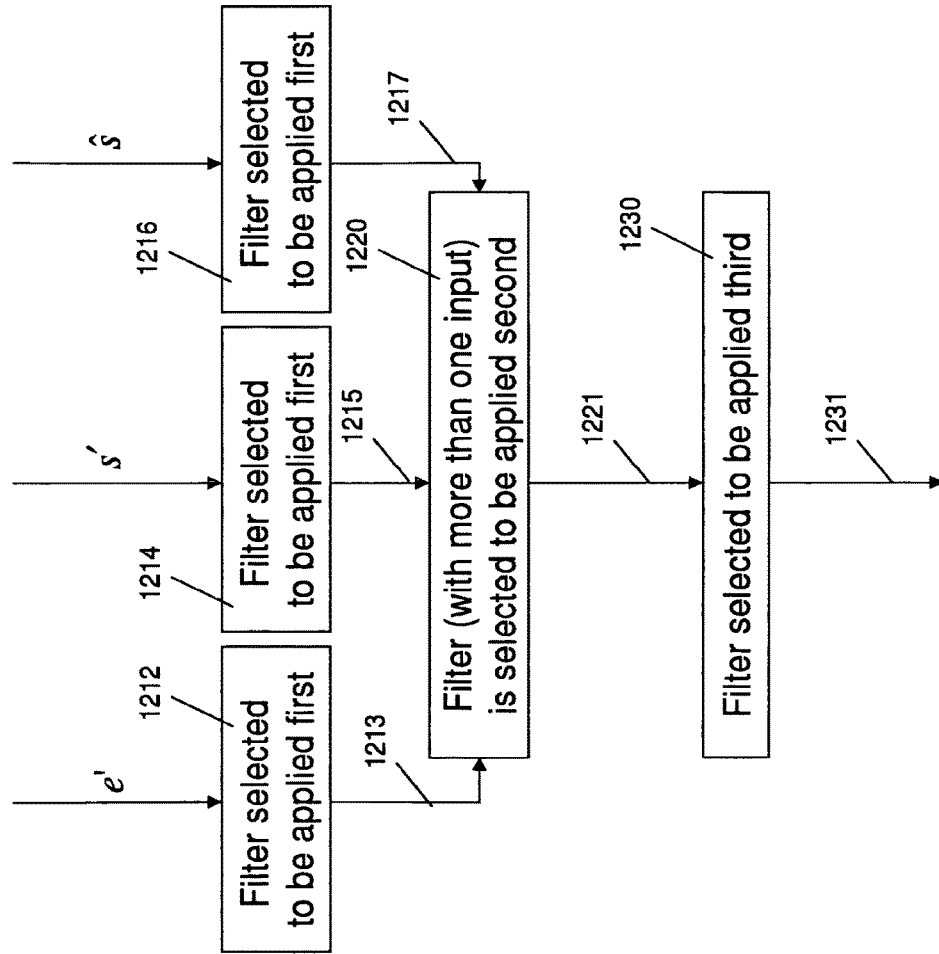 e'
s′
ŝ
1212
1214
1216
Filter selected
to be applied first
Filter selected
to be applied first
Filter selected
to be applied first
1213
1215
1220
1217
Filter (with more than one input)
is selected to be applied second
1221
1230
Filter selected to be applied third
1231